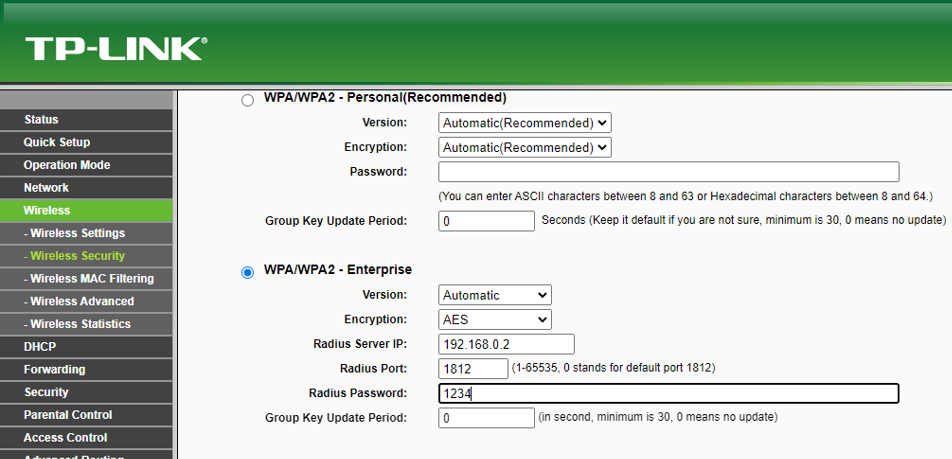 TP-LINK®
Status
Quick Setup
Operation Mode
Network
Wireless
- Wireless Settings
- Wireless Security
- Wireless MAC Filtering
- Wireless Advanced
- Wireless Statistics
DHCP
Forwarding
Security
Parental Control
Access Control
Advanced Routing
WPA/WPA2 - Personal(Recommended)
Version: Automatic(Recommended)
Encryption: Automatic(Recommended)
Password:
(You can enter ASCII characters between 8 and 63 or Hexadecimal characters between 8 and 64.)
Group Key Update Period: 0 Seconds (Keep it default if you are not sure, minimum is 30, 0 means no update)
WPA/WPA2 - Enterprise
Version: Automatic
Encryption: AES
Radius Server IP: 192.168.0.2
Radius Port: 1812 (1-65535, 0 stands for default port 1812)
Radius Password: 1234
Group Key Update Period: 0 (in second, minimum is 30, 0 means no update)